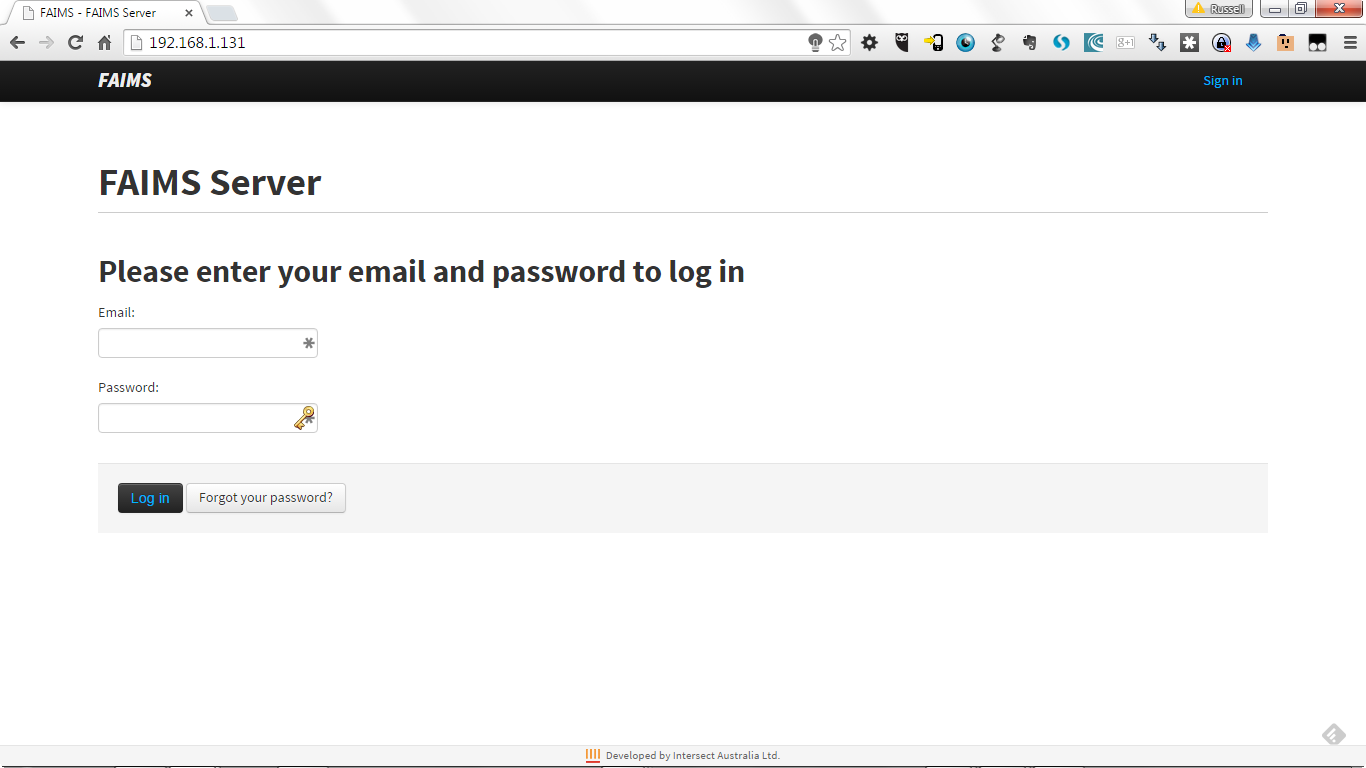 FAIMS - FAIMS Server
Russell
192.168.1.131
g+1
FAIMS
Sign in
FAIMS Server
Please enter your email and password to log in
Email:
Password:
Log in
Forgot your password?
Developed by Intersect Australia Ltd.